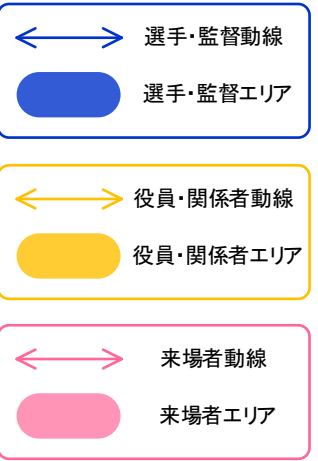 選手・監督動線
選手・監督エリア
役員・関係者動線
役員・関係者エリア
来場者動線
来場者エリア